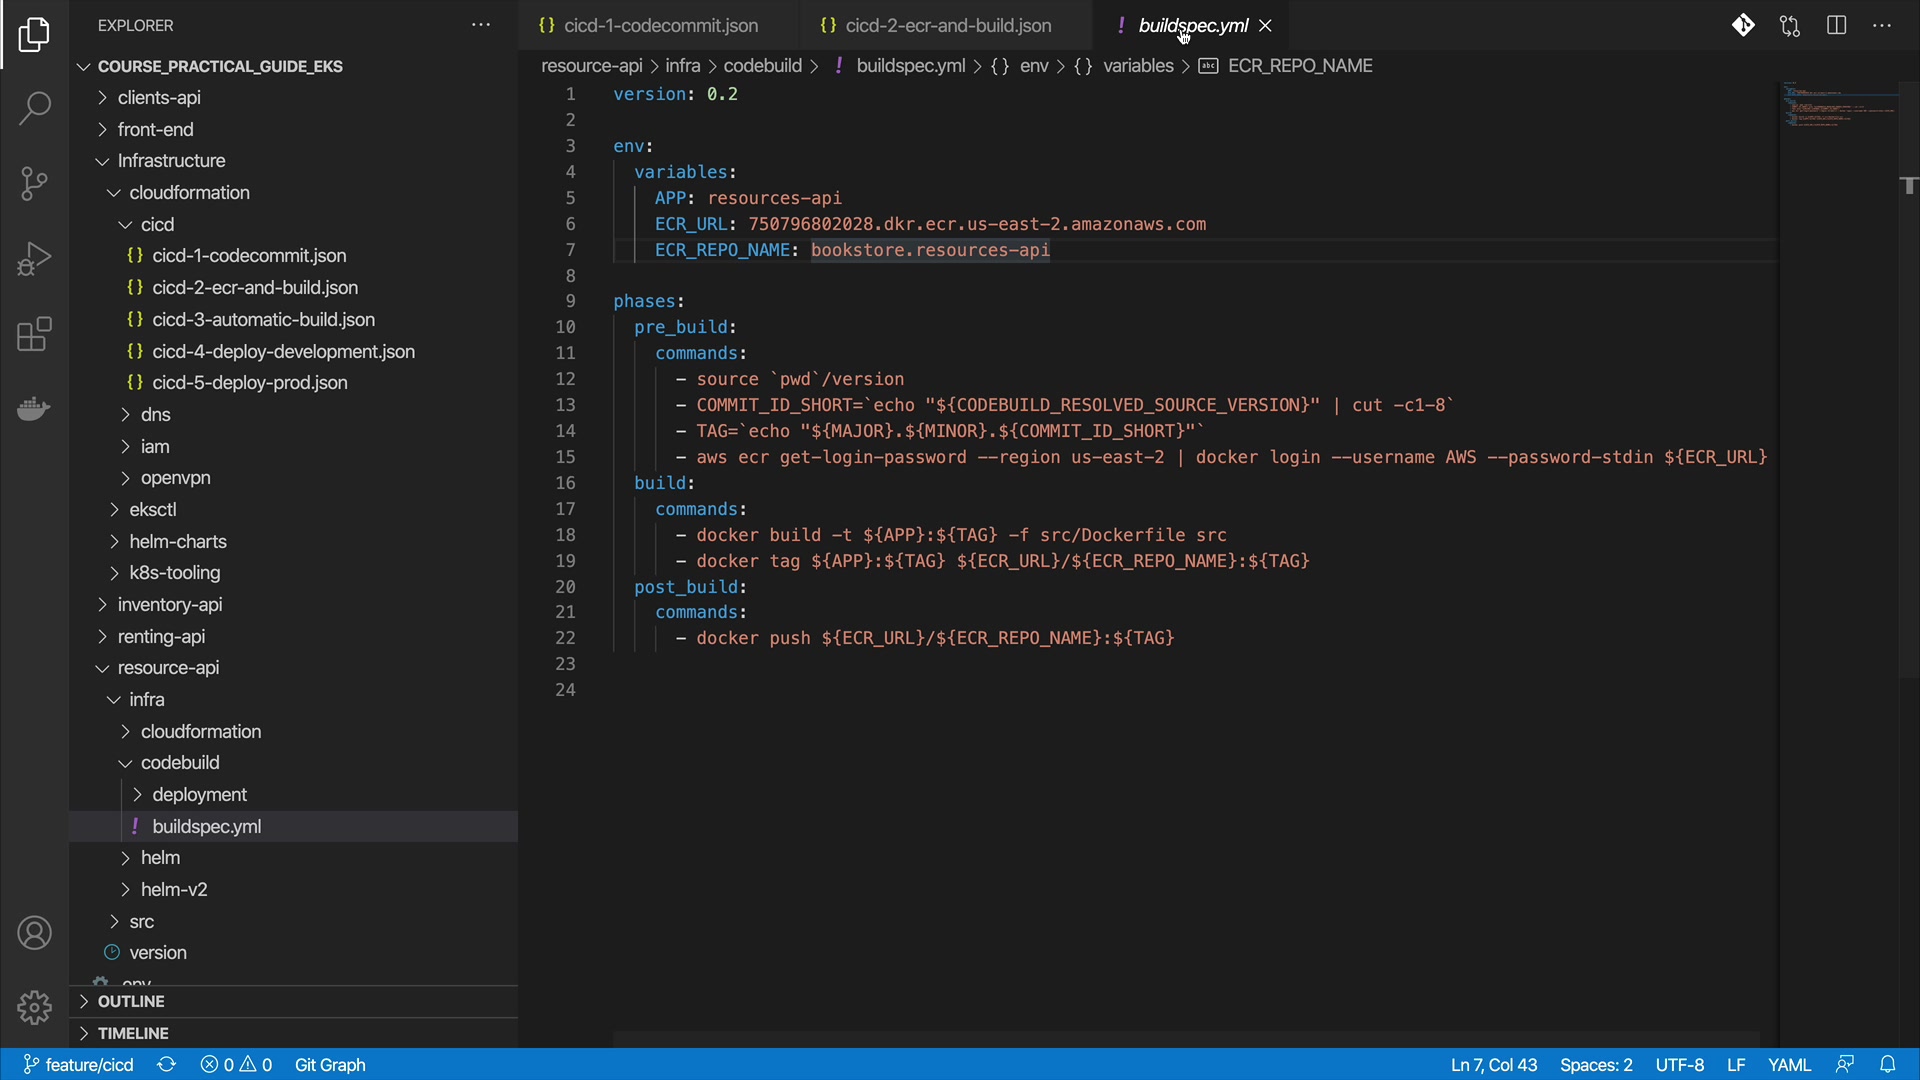 EXPLORER
COURSE_PRACTICAL_GUIDE_EKS
clients-api
front-end
Infrastructure
cloudformation
cicd
{} cicd-1-codecommit.json
{} cicd-2-ecr-and-build.json
{} cicd-3-automatic-build.json
{} cicd-4-deploy-development.json
{} cicd-5-deploy-prod.json
dns
iam
openvpn
eksctl
helm-charts
k8s-tooling
inventory-api
renting-api
resource-api
infra
cloudformation
codebuild
deployment
! buildspec.yml
helm
helm-v2
src
version
OUTLINE
TIMELINE
{} cicd-1-codecommit.json {} cicd-2-ecr-and-build.json ! buildspec.yml
resource-api > infra > codebuild > ! buildspec.yml > {} env > {} variables > abc ECR_REPO_NAME
1 version: 0.2
2
3 env:
4 variables:
5 APP: resources-api
6 ECR_URL: 750796802028.dkr.ecr.us-east-2.amazonaws.com
7 ECR_REPO_NAME: bookstore.resources-api
8
9 phases:
10 pre_build:
11 commands:
12 - source `pwd`/version
13 - COMMIT_ID_SHORT=`echo "${CODEBUILD_RESOLVED_SOURCE_VERSION}" | cut -c1-8`
14 - TAG=`echo "${MAJOR}.${MINOR}.${COMMIT_ID_SHORT}"`
15 - aws ecr get-login-password --region us-east-2 | docker login --username AWS --password-stdin ${ECR_URL}
16 build:
17 commands:
18 - docker build -t ${APP}:${TAG} -f src/Dockerfile src
19 - docker tag ${APP}:${TAG} ${ECR_URL}/${ECR_REPO_NAME}:${TAG}
20 post_build:
21 commands:
22 - docker push ${ECR_URL}/${ECR_REPO_NAME}:${TAG}
23
24
feature/cicd 0 0 Git Graph Ln 7, Col 43 Spaces: 2 UTF-8 LF YAML